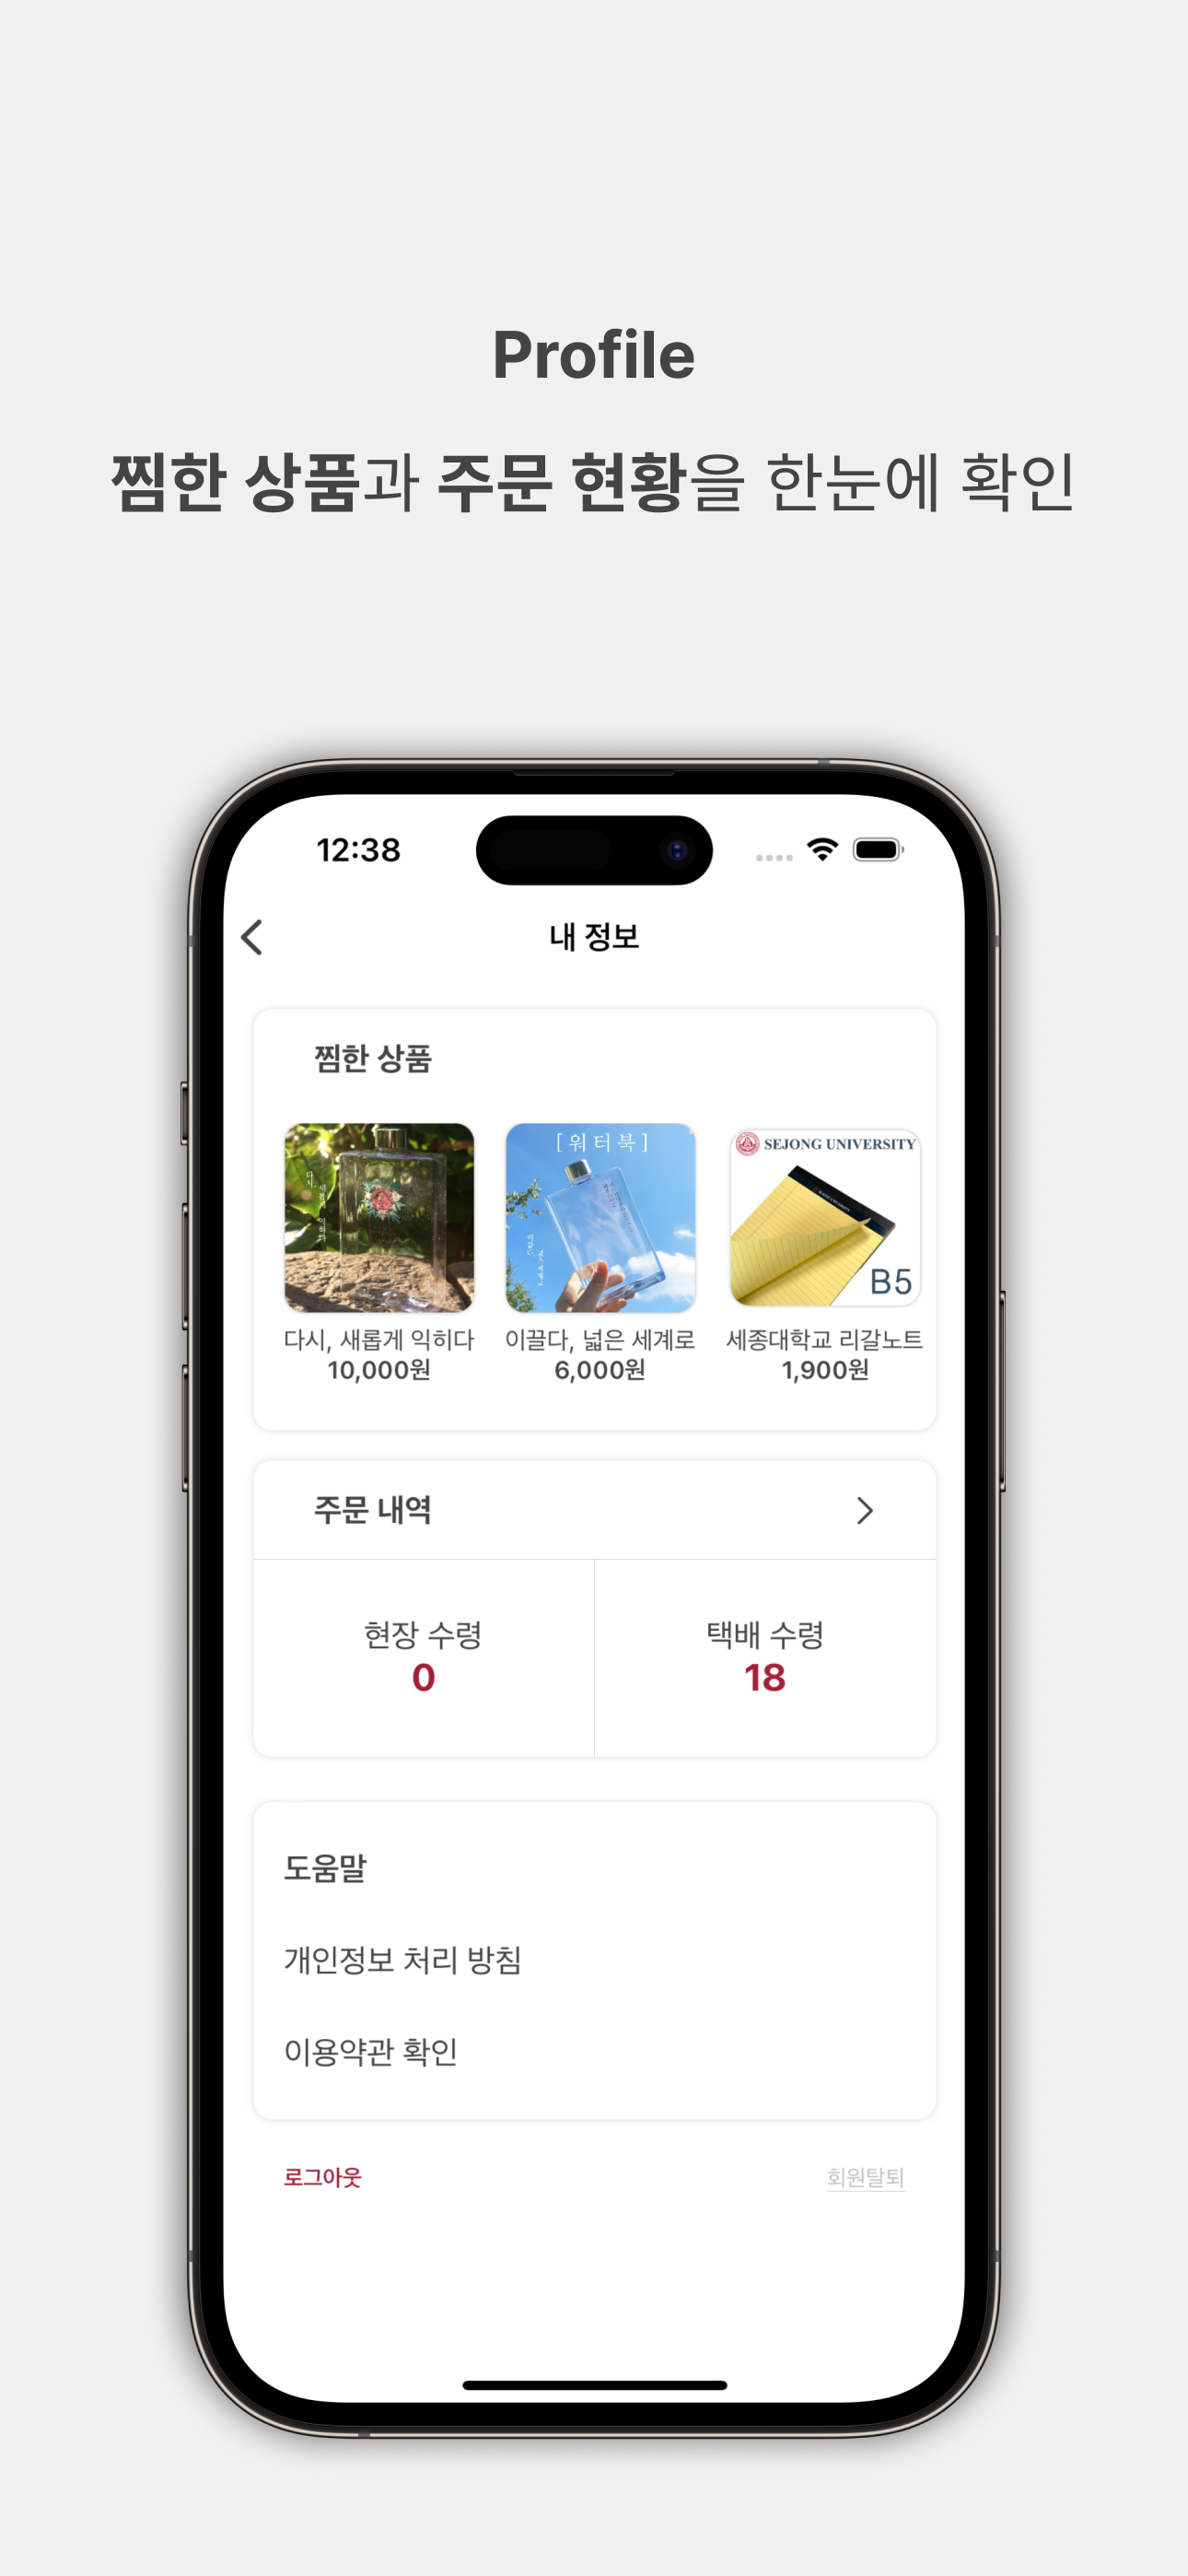 Profile
찜한 상품과 주문 현황을 한눈에 확인
12:38
내 정보
찜한 상품
[워터북]
SEJONG UNIVERSITY
B5
다시, 새롭게 익히다
10,000원
이끌다, 넓은 세계로
6,000원
세종대학교 리갈노트
1,900원
주문 내역
현장 수령
0
택배 수령
18
도움말
개인정보 처리 방침
이용약관 확인
로그아웃
회원탈퇴